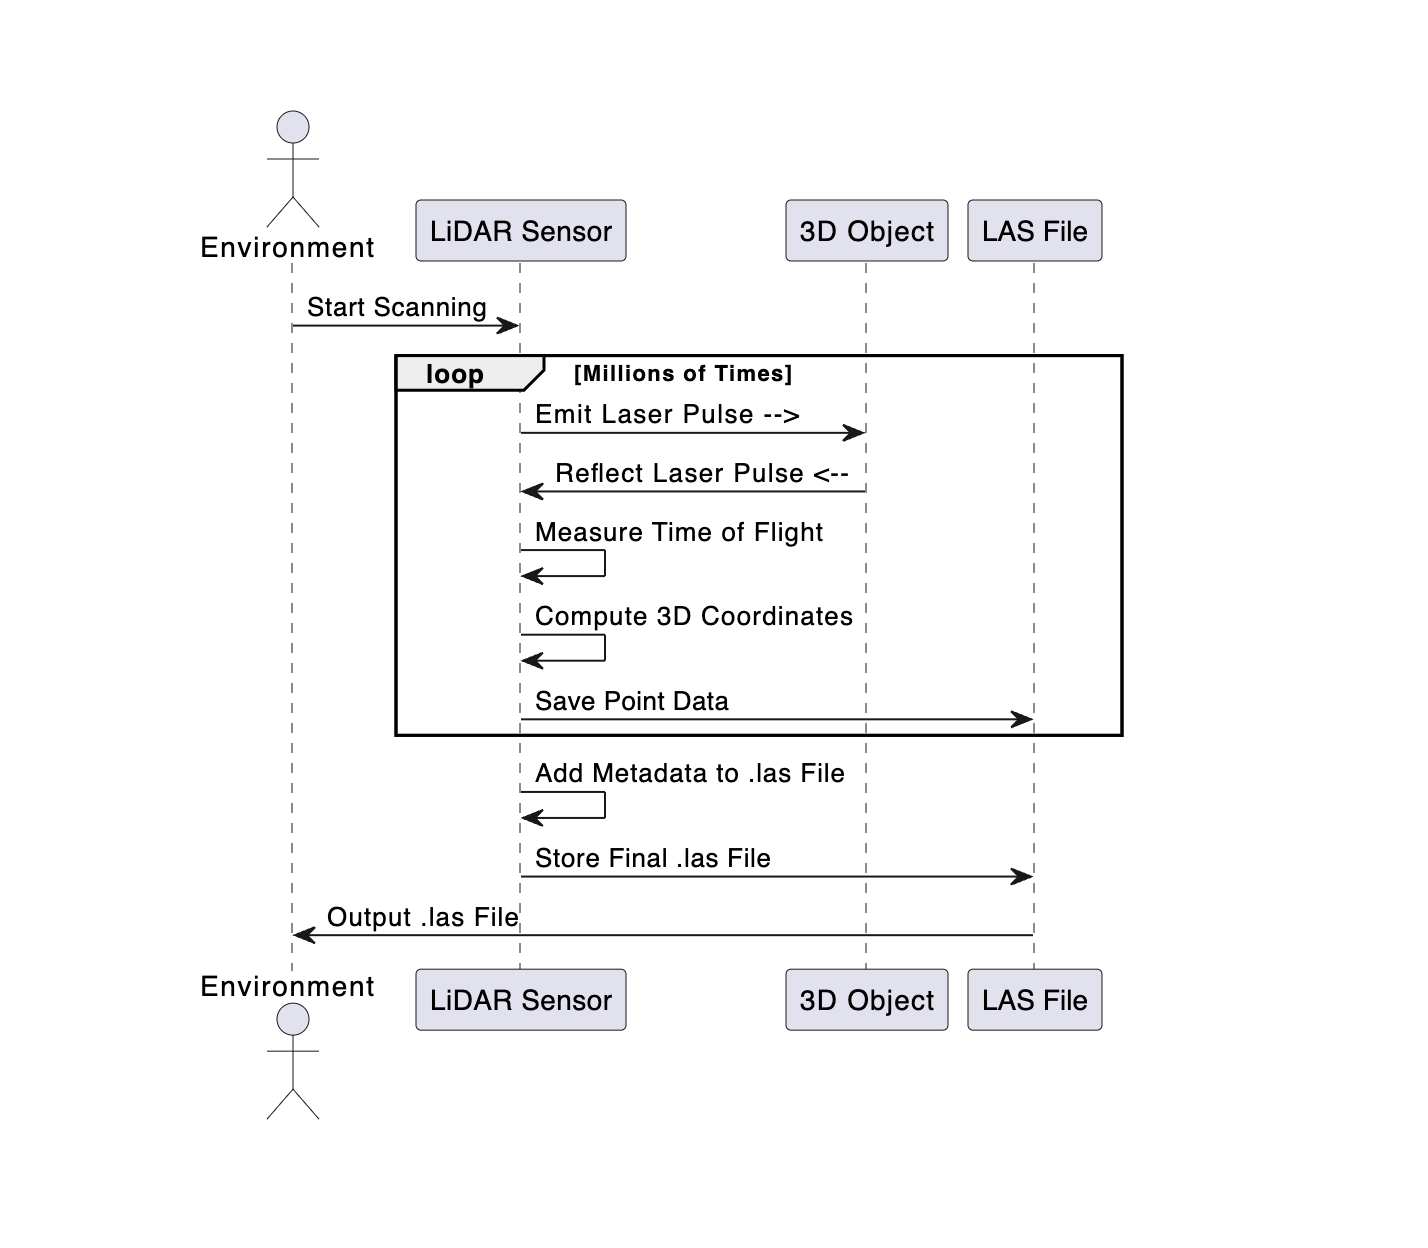 Environment
LiDAR Sensor
3D Object
LAS File
Start Scanning
loop
[Millions of Times]
Emit Laser Pulse -->
Reflect Laser Pulse <--
Measure Time of Flight
Compute 3D Coordinates
Save Point Data
Add Metadata to .las File
Store Final .las File
Output .las File
Environment
LiDAR Sensor
3D Object
LAS File